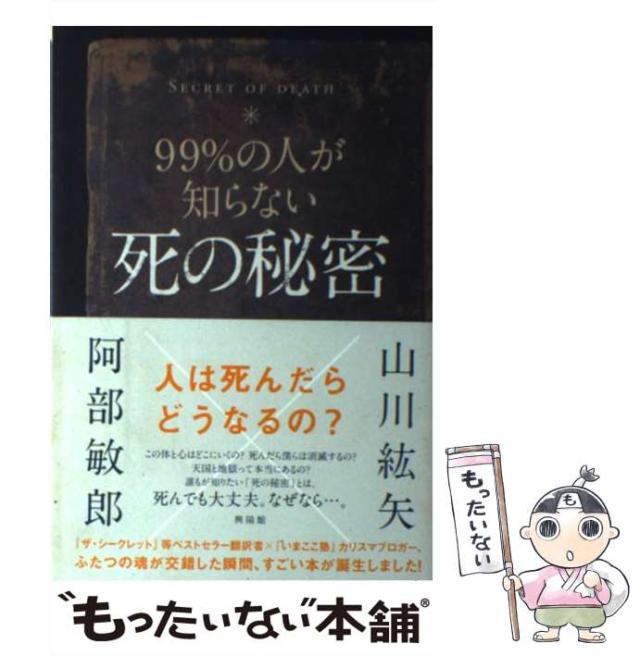 SECRET OF DEATH
99%の人が
知らない
死の秘密
山川紘矢
阿部敏郎
人は死んだら
どうなるの?
この体と心はどこにいくの? 死んだら僕らは消滅するの?
天国と地獄って本当にあるの?
誰もが知りたい「死の秘密」とは、
死んでも大丈夫。なぜなら…。
興陽館
『ザ・シークレット』等ベストセラー翻訳者×「いまここ塾」カリスマブロガー、
ふたつの魂が交錯した瞬間、すごい本が誕生しました!
もったいない
“もったいない”本舗®